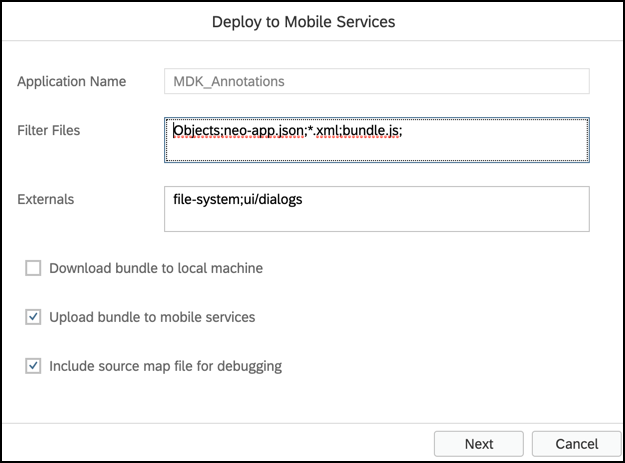 Deploy to Mobile Services
Application Name
MDK_Annotations
Filter Files
Objects;neo-app.json;*.xml;bundle.js;
Externals
file-system;ui/dialogs
Download bundle to local machine
Upload bundle to mobile services
Include source map file for debugging
Next
Cancel